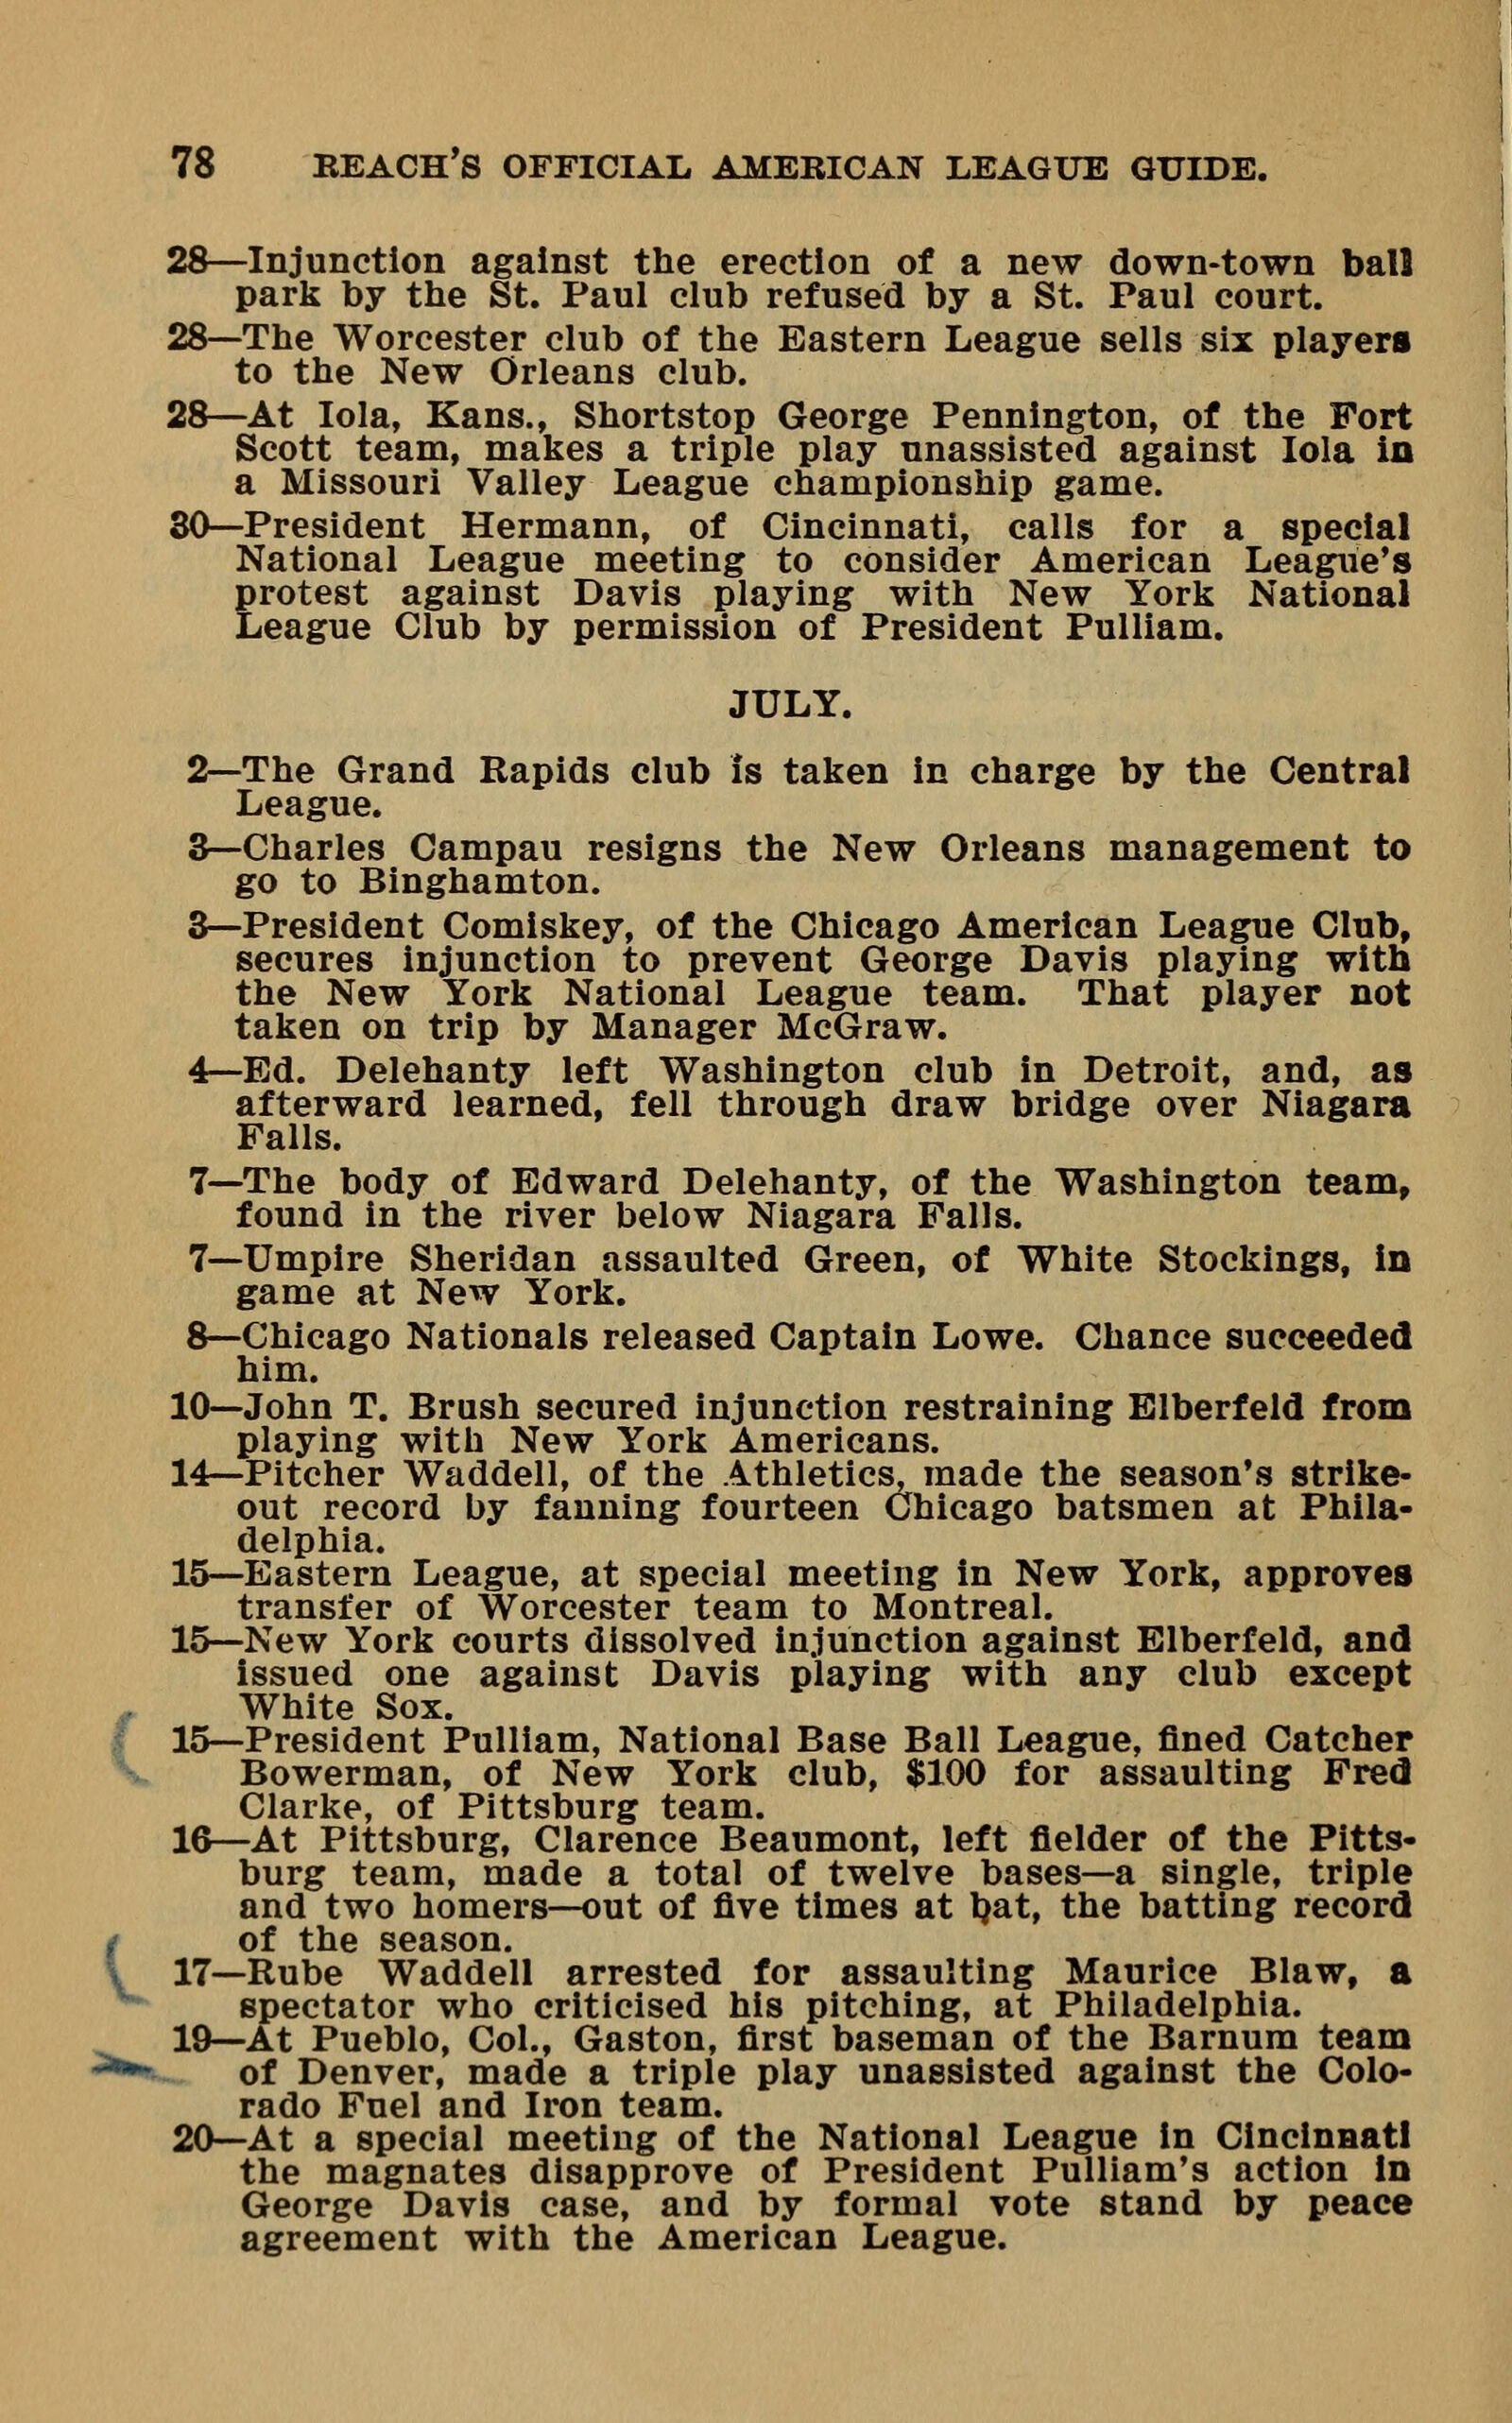 78 REACH'S OFFICIAL AMERICAN LEAGUE GUIDE.
28—Injunction against the erection of a new down-town ball
park by the St. Paul club refused by a St. Paul court.
28—The Worcester club of the Eastern League sells six players
to the New Orleans club.
28—At Iola, Kans., Shortstop George Pennington, of the Fort
Scott team, makes a triple play unassisted against Iola in
a Missouri Valley League championship game.
30—President Hermann, of Cincinnati, calls for a special
National League meeting to consider American League's
protest against Davis playing with New York National
League Club by permission of President Pulliam.
JULY.
2—The Grand Rapids club is taken in charge by the Central
League.
3—Charles Campau resigns the New Orleans management to
go to Binghamton.
3—President Comiskey, of the Chicago American League Club,
secures injunction to prevent George Davis playing with
the New York National League team. That player not
taken on trip by Manager McGraw.
4—Ed. Delehanty left Washington club in Detroit, and, as
afterward learned, fell through draw bridge over Niagara
Falls.
7—The body of Edward Delehanty, of the Washington team,
found in the river below Niagara Falls.
7—Umpire Sheridan assaulted Green, of White Stockings, in
game at New York.
8—Chicago Nationals released Captain Lowe. Chance succeeded
him.
10—John T. Brush secured injunction restraining Elberfeld from
playing with New York Americans.
14—Pitcher Waddell, of the Athletics, made the season's strike-
out record by fanning fourteen Chicago batsmen at Phila-
delphia.
15—Eastern League, at special meeting in New York, approves
transfer of Worcester team to Montreal.
15—New York courts dissolved injunction against Elberfeld, and
issued one against Davis playing with any club except
White Sox.
15—President Pulliam, National Base Ball League, fined Catcher
Bowerman, of New York club, $100 for assaulting Fred
Clarke, of Pittsburg team.
16—At Pittsburg, Clarence Beaumont, left fielder of the Pitts-
burg team, made a total of twelve bases—a single, triple
and two homers—out of five times at bat, the batting record
of the season.
17—Rube Waddell arrested for assaulting Maurice Blaw, a
spectator who criticised his pitching, at Philadelphia.
19—At Pueblo, Col., Gaston, first baseman of the Barnum team
of Denver, made a triple play unassisted against the Colo-
rado Fuel and Iron team.
20—At a special meeting of the National League in Cincinnati
the magnates disapprove of President Pulliam's action in
George Davis case, and by formal vote stand by peace
agreement with the American League.